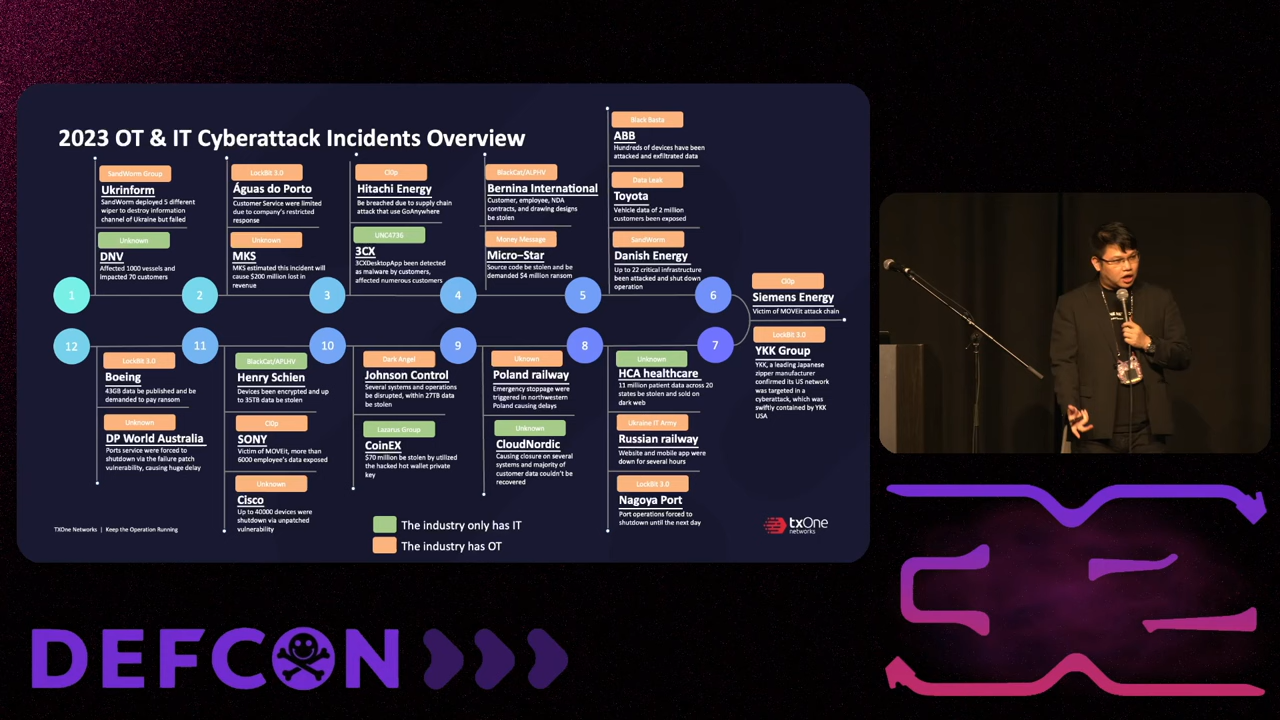 2023 OT & IT Cyberattack Incidents Overview
SandWorm Group
Ukrinform
SandWorm deployed 5 different
wiper to destroy information
channel of Ukraine but failed
Unknown
DNV
Affected 1000 vessels and
impacted 70 customers
LockBit 3.0
Águas do Porto
Customer Service were limited
due to company's restricted
response
Unknown
MKS
MKS estimated this incident will
cause $200 million lost in
revenue
Cl0p
Hitachi Energy
Be breached due to supply chain
attack that use GoAnywhere
UNC4736
3CX
3CXDesktopApp been detected
as malware by customers,
affected numerous customers
BlackCat/ALPHV
Bernina International
Customer, employee, NDA
contracts, and drawing designs
be stolen
Money Message
Micro-Star
Source code be stolen and be
demanded $4 million ransom
Black Basta
ABB
Hundreds of devices have been
attacked and exfiltrated data
Data Leak
Toyota
Vehicle data of 2 million
customers been exposed
SandWorm
Danish Energy
Up to 22 critical infrastructure
been attacked and shut down
operation
1
2
3
4
5
6
Cl0p
Siemens Energy
Victim of MOVEit attack chain
LockBit 3.0
YKK Group
YKK, a leading Japanese
zipper manufacturer
confirmed its US network
was targeted in a
cyberattack, which was
swiftly contained by YKK
USA
12
11
10
9
8
7
LockBit 3.0
Boeing
43GB data be published and be
demanded to pay ransom
Unknown
DP World Australia
Ports service were forced to
shutdown via the failure patch
vulnerability, causing huge delay
BlackCat/APLHV
Henry Schien
Devices been encrypted and up
to 35TB data be stolen
Cl0p
SONY
Victim of MOVEit, more than
6000 employee's data exposed
Unknown
Cisco
Up to 40000 devices were
shutdown via unpatched
vulnerability
Dark Angel
Johnson Control
Several systems and operations
be disrupted, within 27TB data
be stolen
Lazarus Group
CoinEX
$70 million be stolen by utilized
the hacked hot wallet private
key
Uknown
Poland railway
Emergency stopage were
triggered in northwestern
Poland causing delays
Unknown
CloudNordic
Causing closure on several
systems and majority of
customer data couldn't be
recovered
Unknown
HCA healthcare
11 million patient data across 20
states be stolen and sold on
dark web
Ukraine IT Army
Russian railway
Website and mobile app were
down for several hours
LockBit 3.0
Nagoya Port
Port operations forced to
shutdown until the next day
The industry only has IT
The industry has OT
TXOne Networks | Keep the Operation Running
txOne
networks
DEFCON